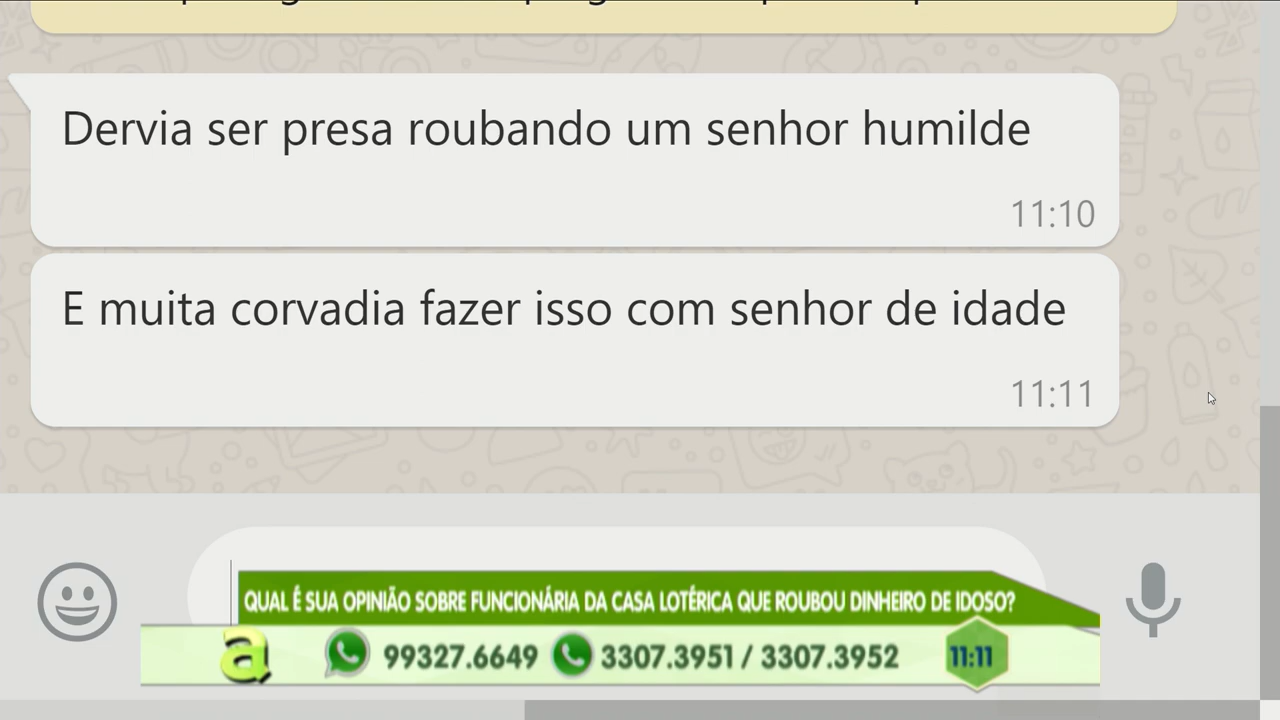 Dervia ser presa roubando um senhor humilde
11:10
E muita corvadia fazer isso com senhor de idade
11:11
QUAL É SUA OPINIÃO SOBRE FUNCIONÁRIA DA CASA LOTÉRICA QUE ROUBOU DINHEIRO DE IDOSO?
a 99327.6649 3307.3951 / 3307.3952 11:11